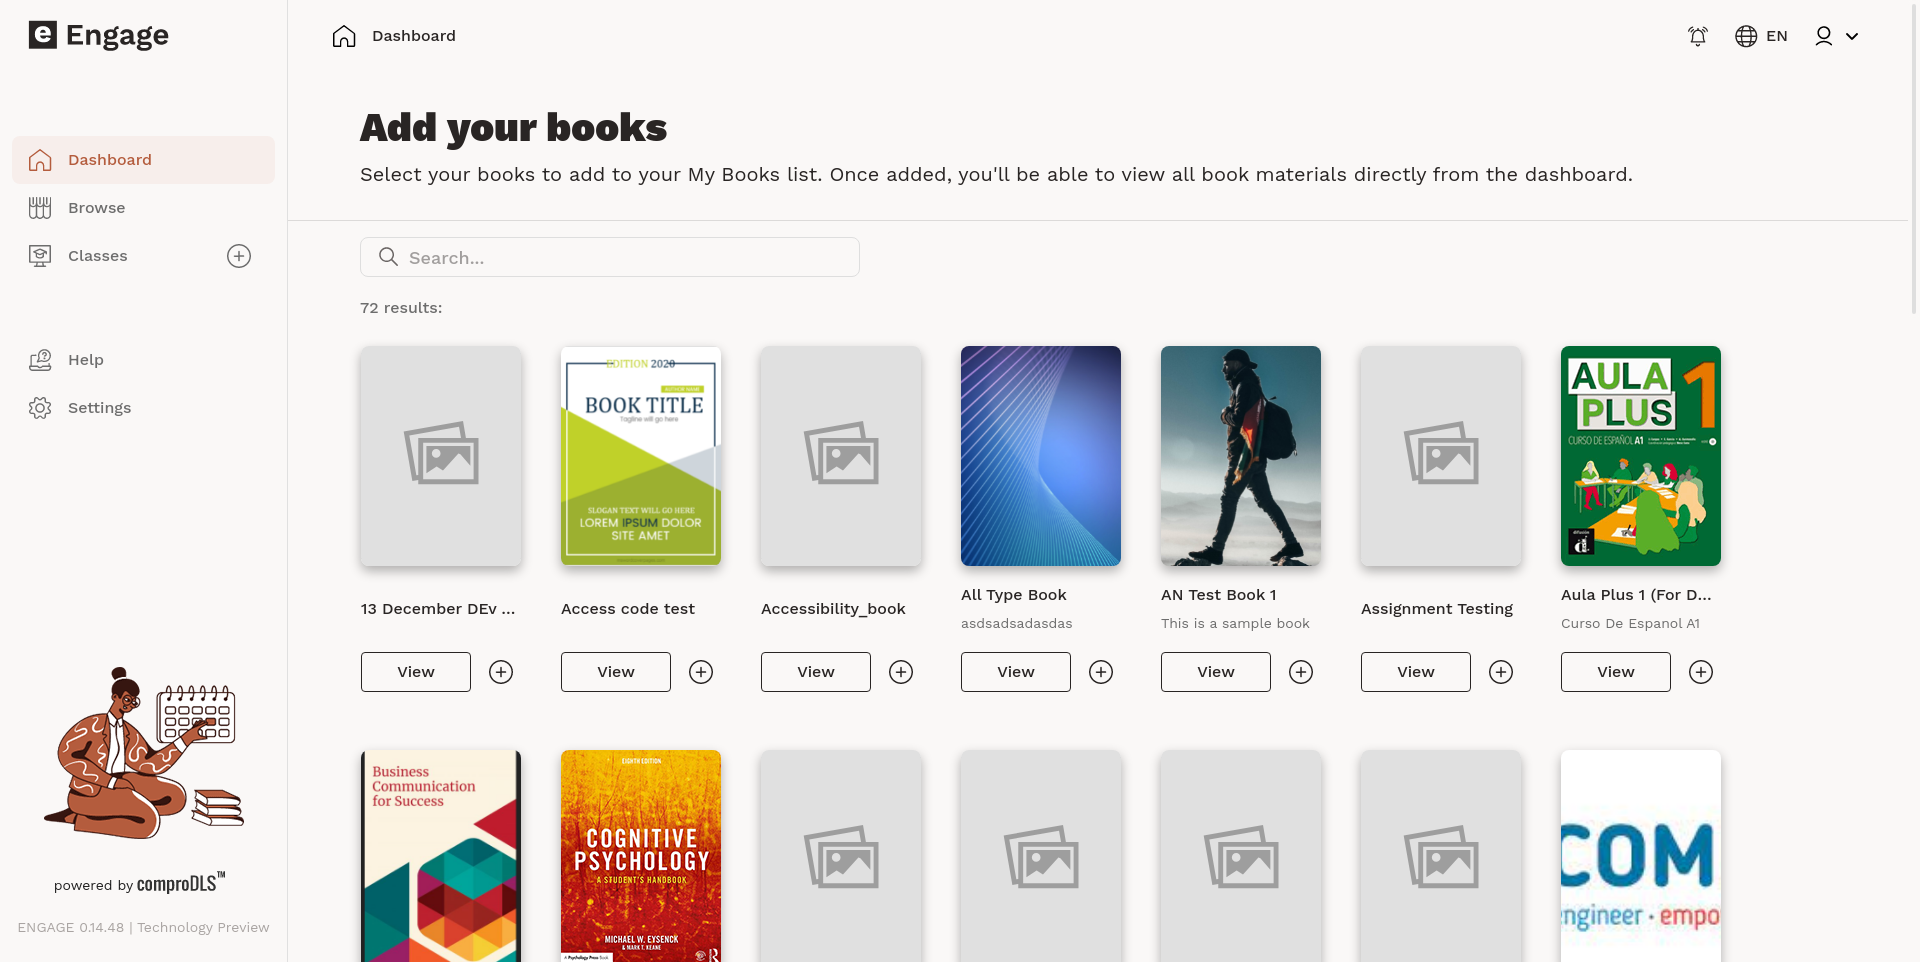 e Engage
Dashboard
EN
Dashboard
Browse
Classes
Help
Settings
powered by comproDLS™
ENGAGE 0.14.48 | Technology Preview
Add your books
Select your books to add to your My Books list. Once added, you'll be able to view all book materials directly from the dashboard.
Search...
72 results:
EDITION 2020
AUTHOR NAME
BOOK TITLE
Tagline will go here
SLOGAN TEXT WILL GO HERE
LOREM IPSUM DOLOR
SITE AMET
AULA
PLUS
1
CURSO DE ESPAÑOL A1
13 December DEv ...
Access code test
Accessibility_book
All Type Book
asdsadsadasdas
AN Test Book 1
This is a sample book
Assignment Testing
Aula Plus 1 (For D...
Curso De Espanol A1
View
View
View
View
View
View
View
Business
Communication
for Success
EIGHTH EDITION
COGNITIVE
PSYCHOLOGY
A STUDENT'S HANDBOOK
MICHAEL W. EYSENCK
& MARK T. KEANE
A Psychology Press Book
R
COM
engineer · empo